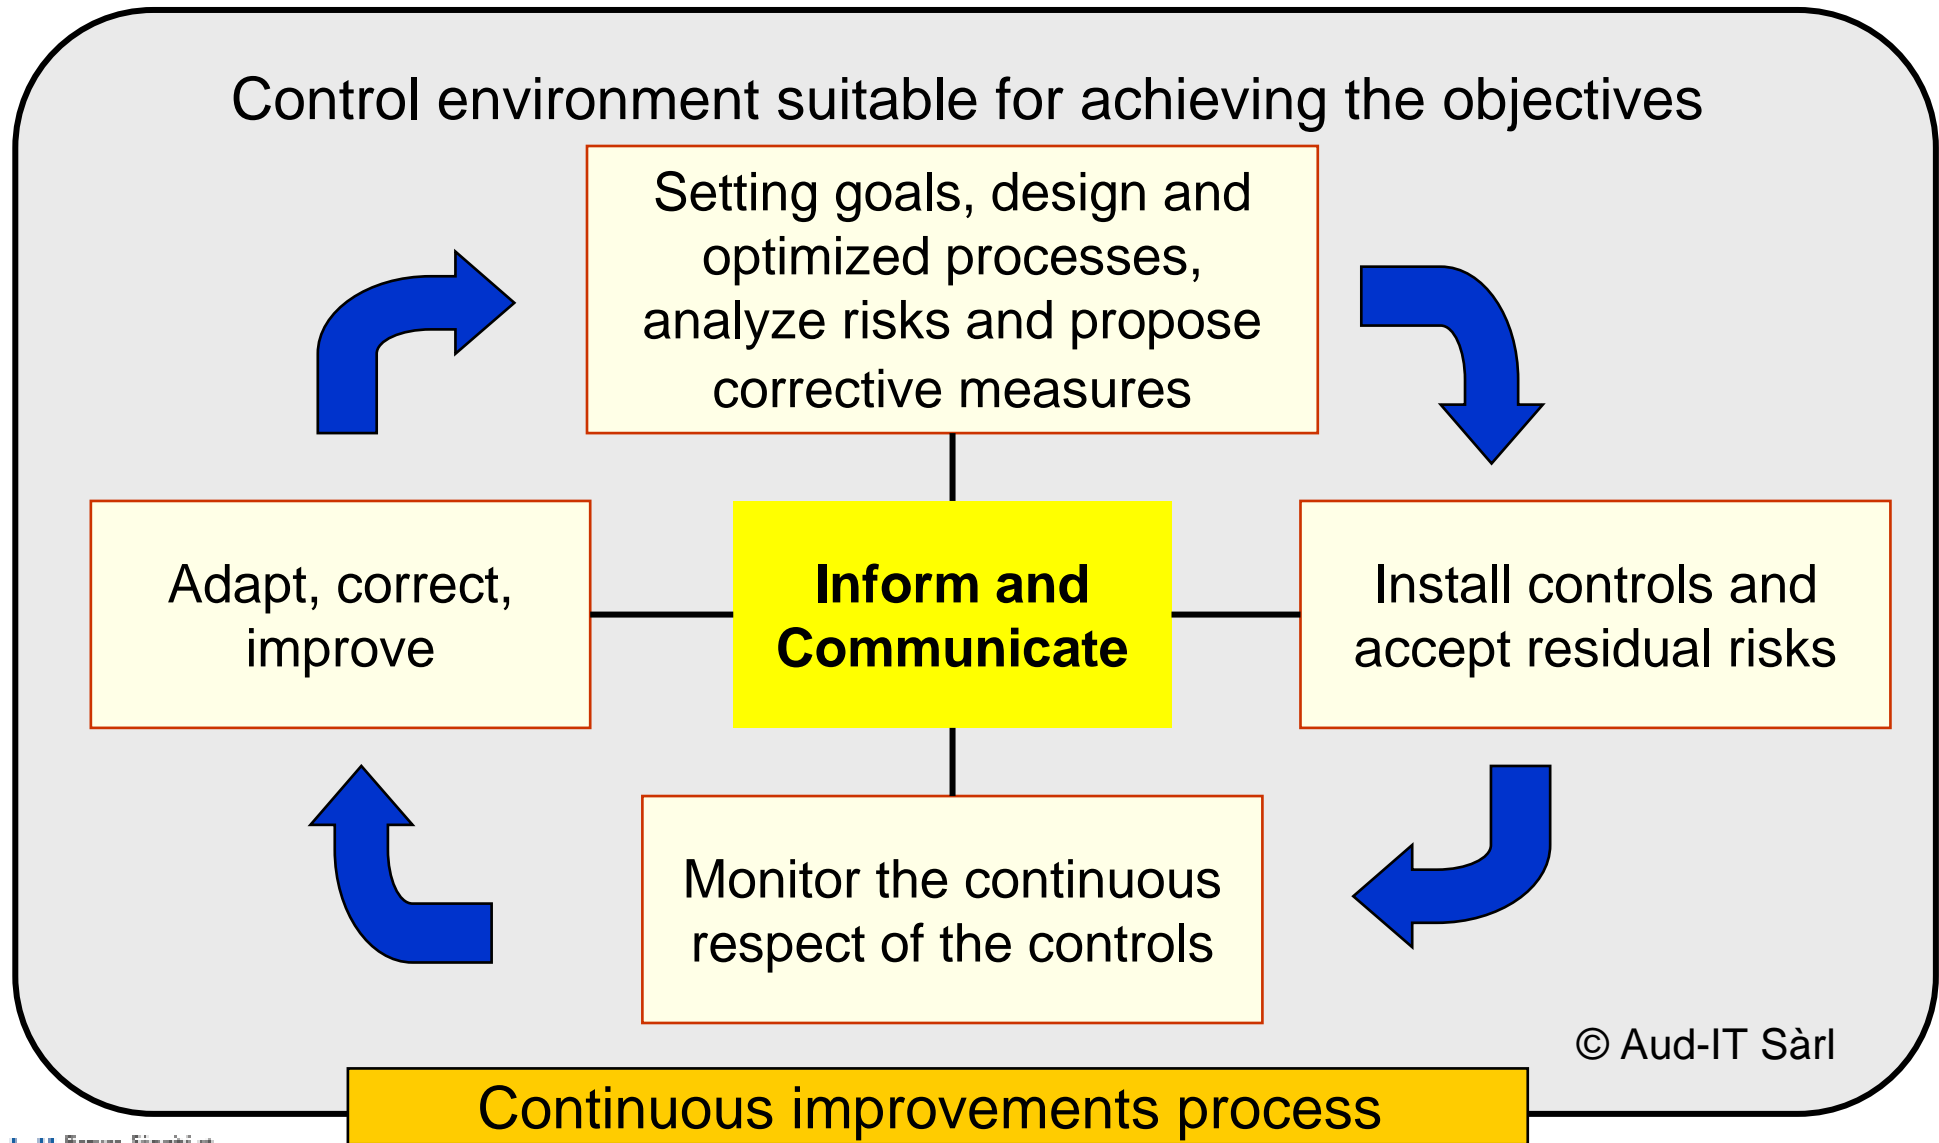 Control environment suitable for achieving the objectives
Setting goals, design and
optimized processes,
analyze risks and propose
corrective measures
Adapt, correct,
improve
Inform and
Communicate
Install controls and
accept residual risks
Monitor the continuous
respect of the controls
© Aud-IT Sàrl
Continuous improvements process